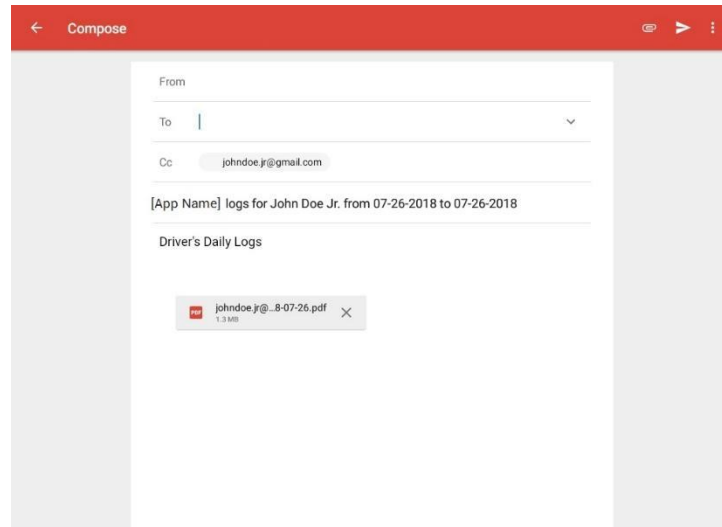 Compose
From
To
Cc johndoe.jr@gmail.com
[App Name] logs for John Doe Jr. from 07-26-2018 to 07-26-2018
Driver's Daily Logs
PDF johndoe.jr@...8-07-26.pdf
1.3 MB